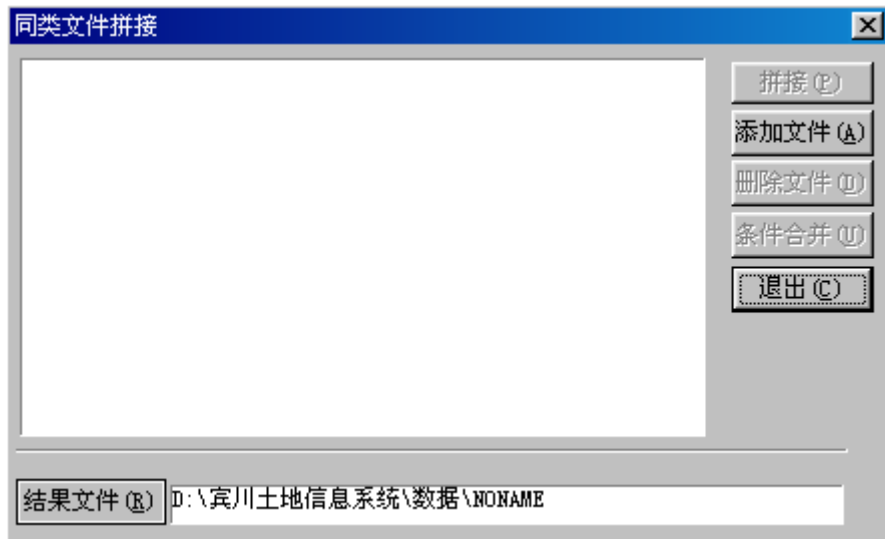 同类文件拼接
拼接(P)
添加文件(A)
删除文件(D)
条件合并(U)
退出(C)
结果文件(R) D:\宾川土地信息系统\数据\NONAME